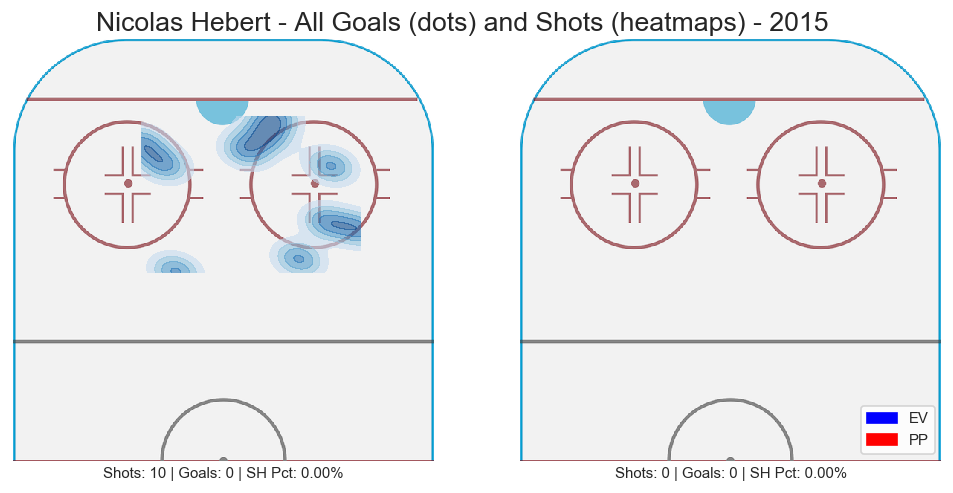 Nicolas Hebert - All Goals (dots) and Shots (heatmaps) - 2015
EV
PP
Shots: 10 | Goals: 0 | SH Pct: 0.00%
Shots: 0 | Goals: 0 | SH Pct: 0.00%